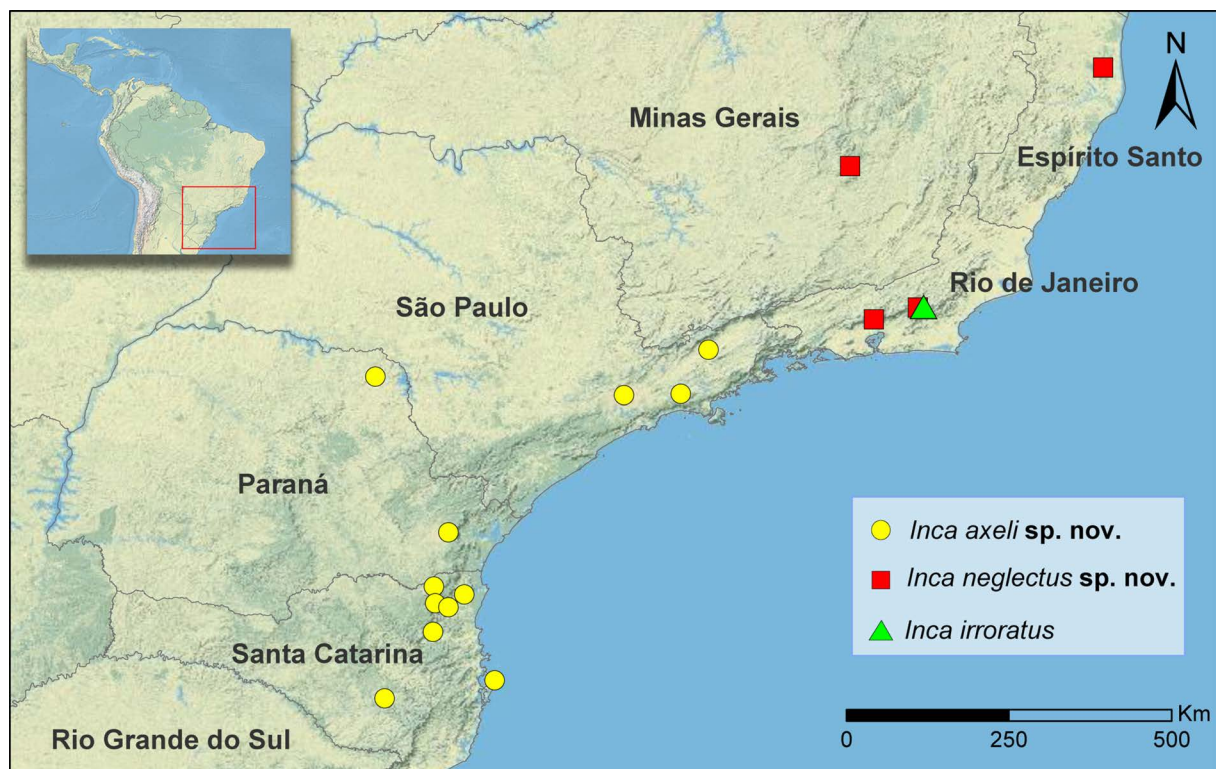 N
Minas Gerais
Espírito Santo
Rio de Janeiro
São Paulo
Paraná
Inca axeli sp. nov.
Inca neglectus sp. nov.
Inca irroratus
Santa Catarina
Rio Grande do Sul
Km
0 250 500